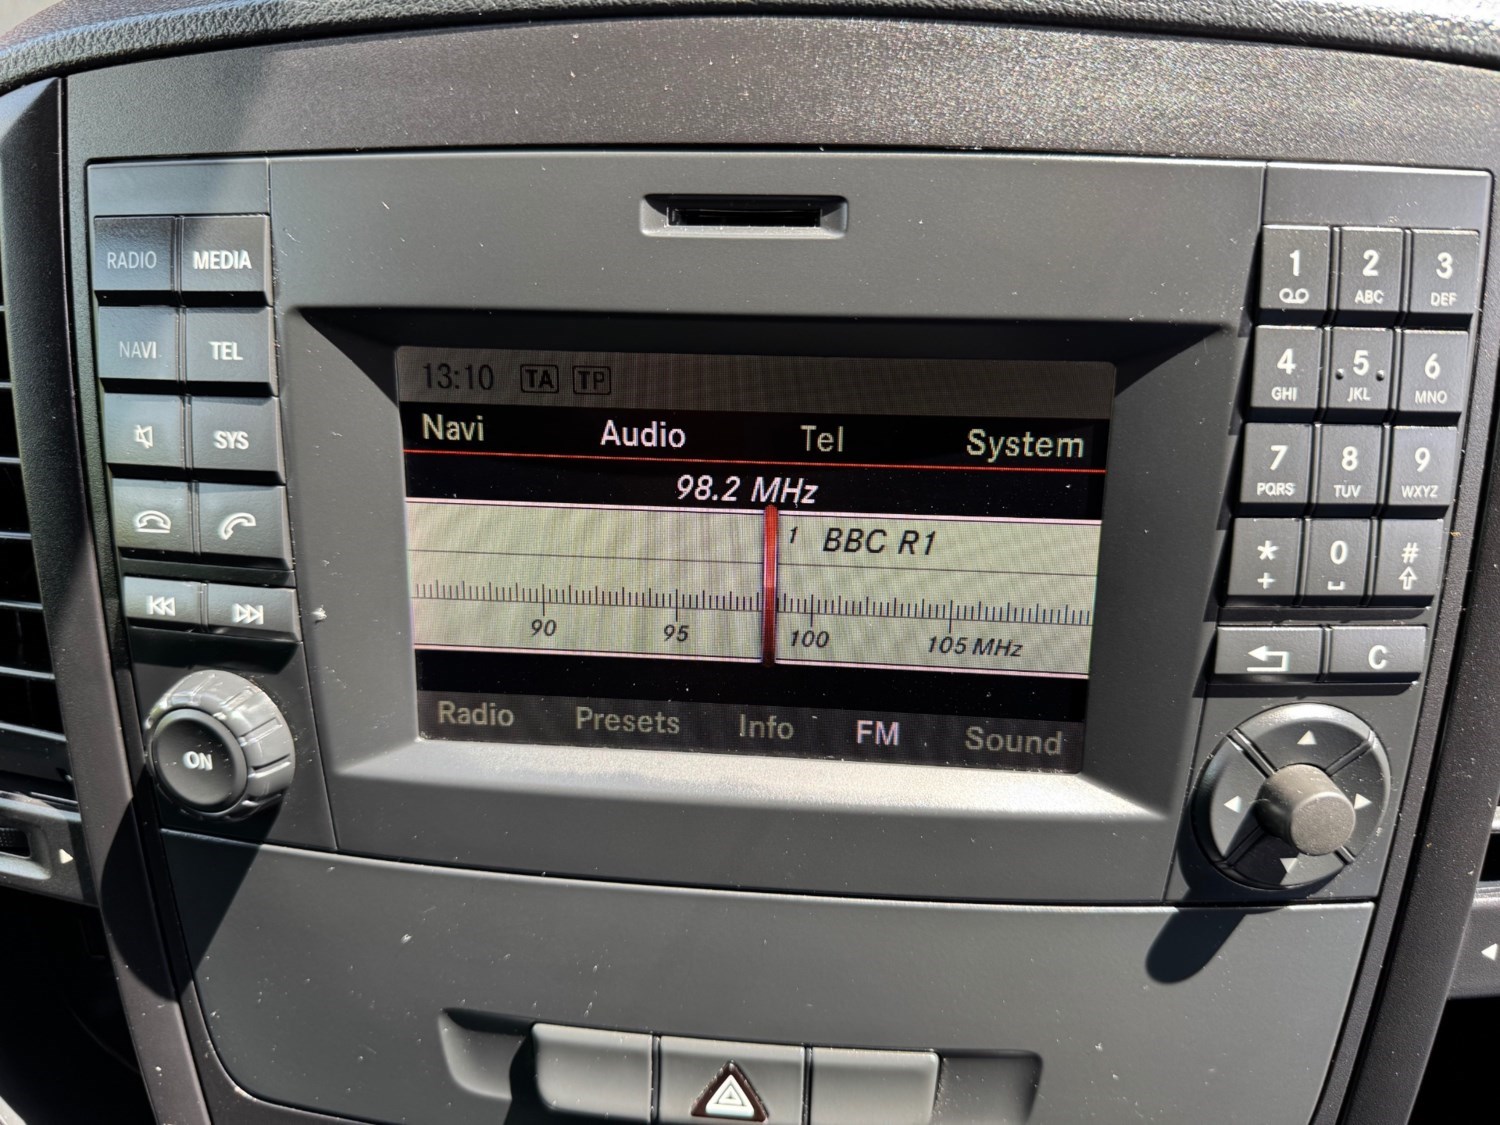 RADIO MEDIA
NAVI TEL
SYS
ON
13:10 TA TP
Navi Audio Tel System
98.2 MHz
1 BBC R1
90 95 100 105 MHz
Radio Presets Info FM Sound
1 2 3
ABC DEF
4 5 6
GHI JKL MNO
7 8 9
PQRS TUV WXYZ
* 0 #
+
C